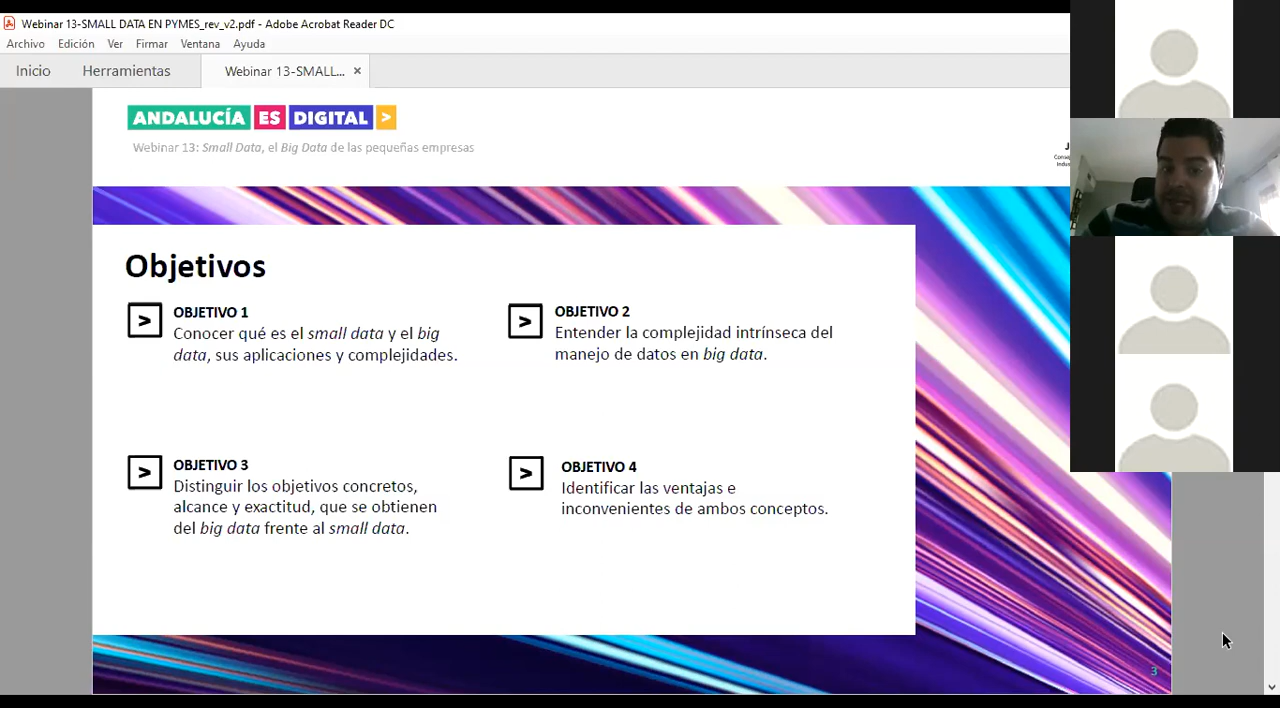 Webinar 13-SMALL DATA EN PYMES_rev_v2.pdf - Adobe Acrobat Reader DC
Archivo Edición Ver Firmar Ventana Ayuda
Inicio Herramientas Webinar 13-SMALL... ×
ANDALUCÍA ES DIGITAL >
Webinar 13: Small Data, el Big Data de las pequeñas empresas
Objetivos
> OBJETIVO 1
Conocer qué es el small data y el big
data, sus aplicaciones y complejidades.
> OBJETIVO 2
Entender la complejidad intrínseca del
manejo de datos en big data.
> OBJETIVO 3
Distinguir los objetivos concretos,
alcance y exactitud, que se obtienen
del big data frente al small data.
> OBJETIVO 4
Identificar las ventajas e
inconvenientes de ambos conceptos.
3